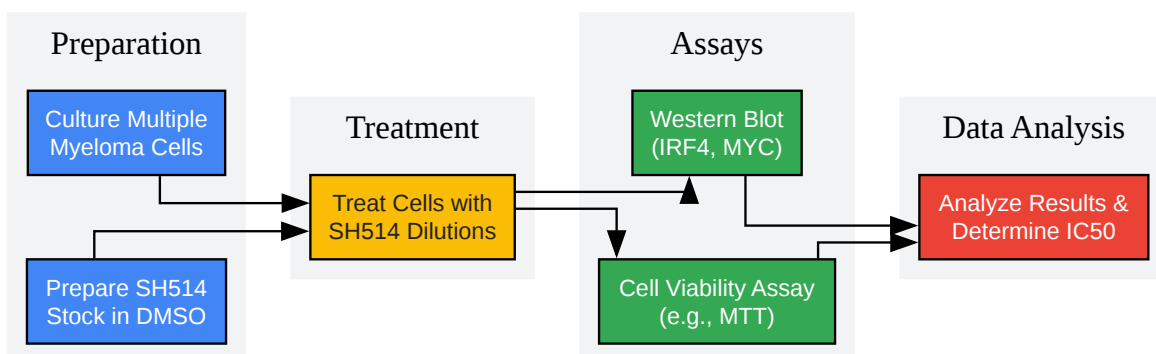 Preparation
Culture Multiple
Myeloma Cells
Prepare SH514
Stock in DMSO
Treatment
Treat Cells with
SH514 Dilutions
Assays
Western Blot
(IRF4, MYC)
Cell Viability Assay
(e.g., MTT)
Data Analysis
Analyze Results &
Determine IC50